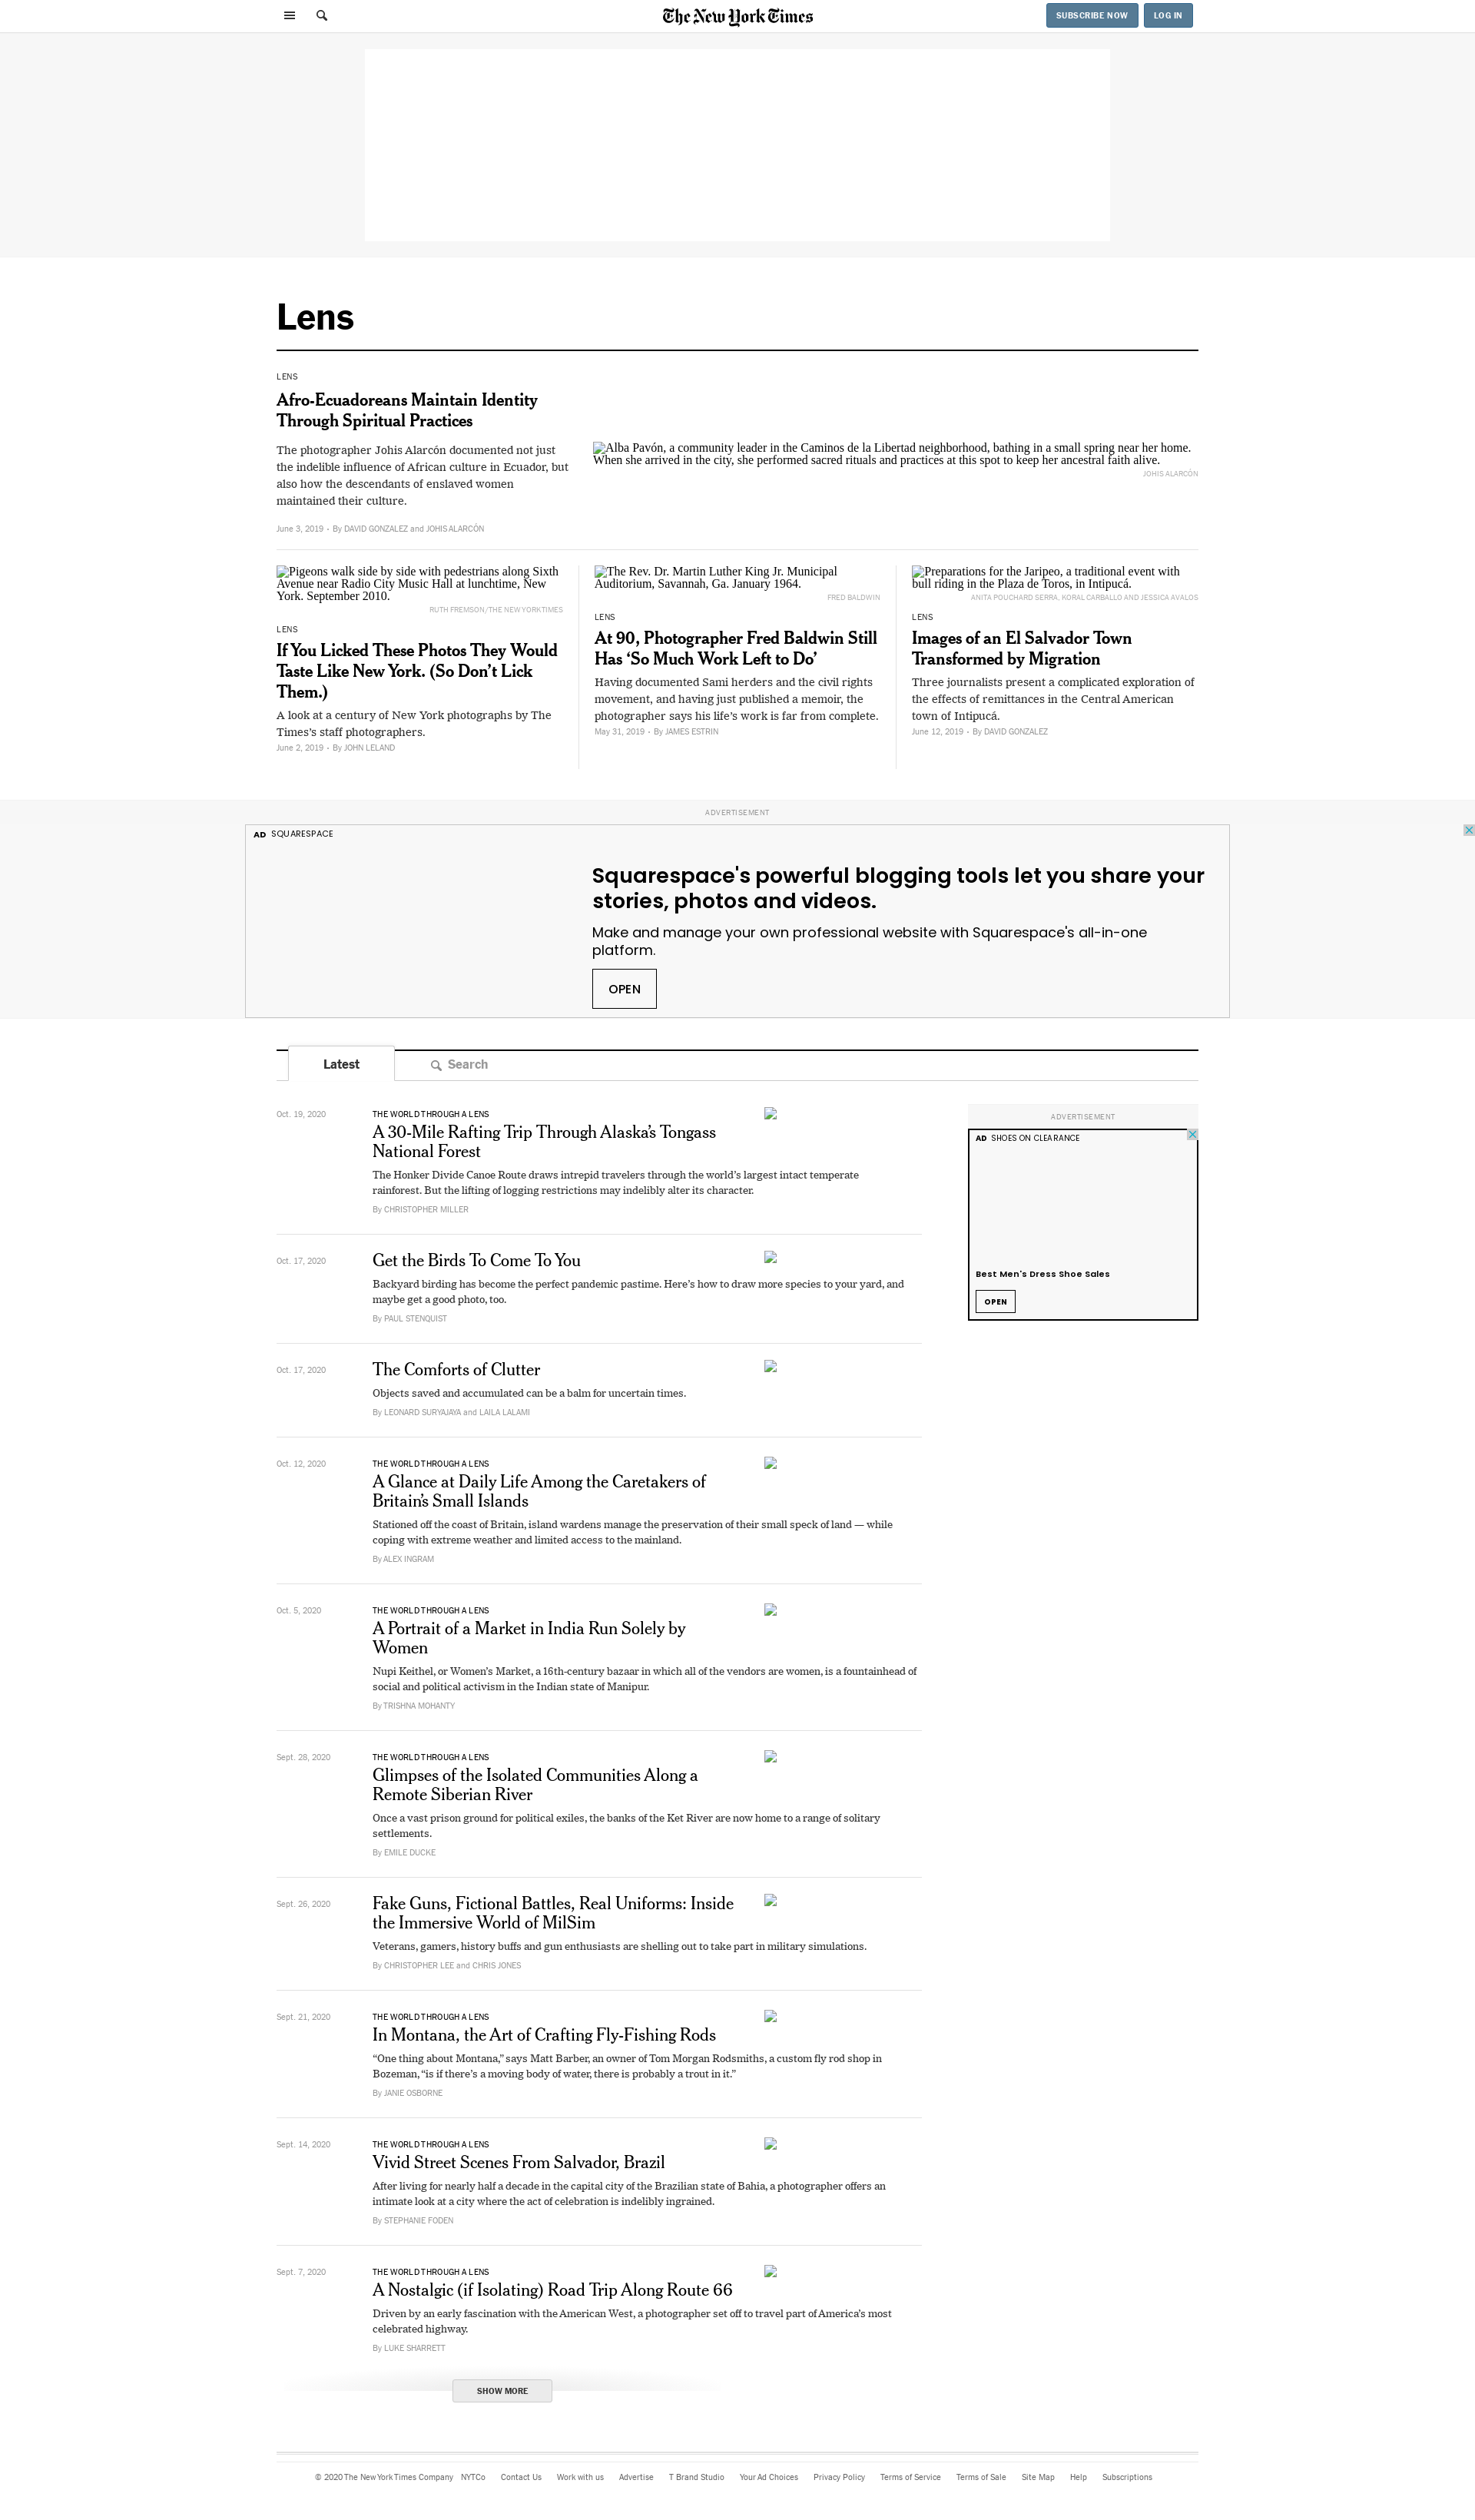 The New York Times
SUBSCRIBE NOW
LOG IN
Lens
LENS
Afro-Ecuadoreans Maintain Identity
Through Spiritual Practices
The photographer Johis Alarcón documented not just
the indelible influence of African culture in Ecuador, but
also how the descendants of enslaved women
maintained their culture.
June 3, 2019 • By DAVID GONZALEZ and JOHIS ALARCÓN
Alba Pavón, a community leader in the Caminos de la Libertad neighborhood, bathing in a small spring near her home.
When she arrived in the city, she performed sacred rituals and practices at this spot to keep her ancestral faith alive.
JOHIS ALARCÓN
Pigeons walk side by side with pedestrians along Sixth
Avenue near Radio City Music Hall at lunchtime, New
York. September 2010.
RUTH FREMSON/THE NEW YORK TIMES
LENS
If You Licked These Photos They Would
Taste Like New York. (So Don’t Lick
Them.)
A look at a century of New York photographs by The
Times’s staff photographers.
June 2, 2019 • By JOHN LELAND
The Rev. Dr. Martin Luther King Jr. Municipal
Auditorium, Savannah, Ga. January 1964.
FRED BALDWIN
LENS
At 90, Photographer Fred Baldwin Still
Has ‘So Much Work Left to Do’
Having documented Sami herders and the civil rights
movement, and having just published a memoir, the
photographer says his life’s work is far from complete.
May 31, 2019 • By JAMES ESTRIN
Preparations for the Jaripeo, a traditional event with
bull riding in the Plaza de Toros, in Intipucá.
ANITA POUCHARD SERRA, KORAL CARBALLO AND JESSICA AVALOS
LENS
Images of an El Salvador Town
Transformed by Migration
Three journalists present a complicated exploration of
the effects of remittances in the Central American
town of Intipucá.
June 12, 2019 • By DAVID GONZALEZ
ADVERTISEMENT
AD SQUARESPACE
Squarespace's powerful blogging tools let you share your
stories, photos and videos.
Make and manage your own professional website with Squarespace's all-in-one
platform.
OPEN
Latest
Search
Oct. 19, 2020
THE WORLD THROUGH A LENS
A 30-Mile Rafting Trip Through Alaska’s Tongass
National Forest
The Honker Divide Canoe Route draws intrepid travelers through the world’s largest intact temperate
rainforest. But the lifting of logging restrictions may indelibly alter its character.
By CHRISTOPHER MILLER
ADVERTISEMENT
AD SHOES ON CLEARANCE
Best Men's Dress Shoe Sales
OPEN
Oct. 17, 2020
Get the Birds To Come To You
Backyard birding has become the perfect pandemic pastime. Here’s how to draw more species to your yard, and
maybe get a good photo, too.
By PAUL STENQUIST
Oct. 17, 2020
The Comforts of Clutter
Objects saved and accumulated can be a balm for uncertain times.
By LEONARD SURYAJAYA and LAILA LALAMI
Oct. 12, 2020
THE WORLD THROUGH A LENS
A Glance at Daily Life Among the Caretakers of
Britain’s Small Islands
Stationed off the coast of Britain, island wardens manage the preservation of their small speck of land — while
coping with extreme weather and limited access to the mainland.
By ALEX INGRAM
Oct. 5, 2020
THE WORLD THROUGH A LENS
A Portrait of a Market in India Run Solely by
Women
Nupi Keithel, or Women’s Market, a 16th-century bazaar in which all of the vendors are women, is a fountainhead of
social and political activism in the Indian state of Manipur.
By TRISHNA MOHANTY
Sept. 28, 2020
THE WORLD THROUGH A LENS
Glimpses of the Isolated Communities Along a
Remote Siberian River
Once a vast prison ground for political exiles, the banks of the Ket River are now home to a range of solitary
settlements.
By EMILE DUCKE
Sept. 26, 2020
Fake Guns, Fictional Battles, Real Uniforms: Inside
the Immersive World of MilSim
Veterans, gamers, history buffs and gun enthusiasts are shelling out to take part in military simulations.
By CHRISTOPHER LEE and CHRIS JONES
Sept. 21, 2020
THE WORLD THROUGH A LENS
In Montana, the Art of Crafting Fly-Fishing Rods
“One thing about Montana,” says Matt Barber, an owner of Tom Morgan Rodsmiths, a custom fly rod shop in
Bozeman, “is if there’s a moving body of water, there is probably a trout in it.”
By JANIE OSBORNE
Sept. 14, 2020
THE WORLD THROUGH A LENS
Vivid Street Scenes From Salvador, Brazil
After living for nearly half a decade in the capital city of the Brazilian state of Bahia, a photographer offers an
intimate look at a city where the act of celebration is indelibly ingrained.
By STEPHANIE FODEN
Sept. 7, 2020
THE WORLD THROUGH A LENS
A Nostalgic (if Isolating) Road Trip Along Route 66
Driven by an early fascination with the American West, a photographer set off to travel part of America’s most
celebrated highway.
By LUKE SHARRETT
SHOW MORE
© 2020 The New York Times Company NYTCo Contact Us Work with us Advertise T Brand Studio Your Ad Choices Privacy Policy Terms of Service Terms of Sale Site Map Help Subscriptions